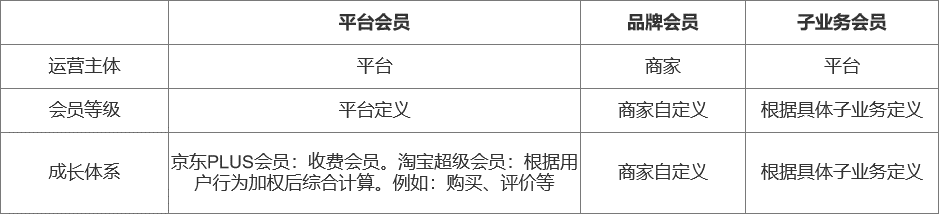 平台会员 品牌会员 子业务会员
运营主体 平台 商家 平台
会员等级 平台定义 商家自定义 根据具体子业务定义
成长体系 京东PLUS会员：收费会员。淘宝超级会员：根据用户行为加权后综合计算。例如：购买、评价等 商家自定义 根据具体子业务定义